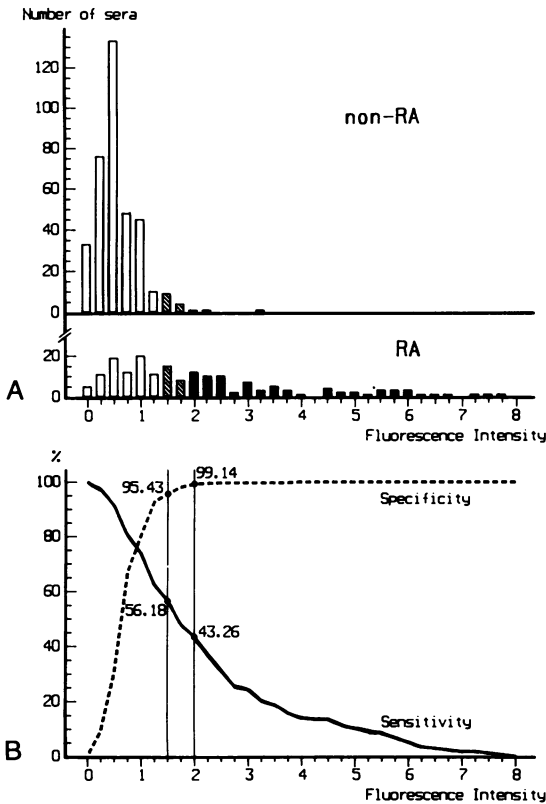 Number of sera
120
100
80
60
40
20
0
non-RA
20
0
RA
A
0 1 2 3 4 5 6 7 8
Fluorescence Intensity
%
100
80
60
40
20
0
95.43
99.14
Specificity
56.18
43.26
Sensitivity
B
0 1 2 3 4 5 6 7 8
Fluorescence Intensity